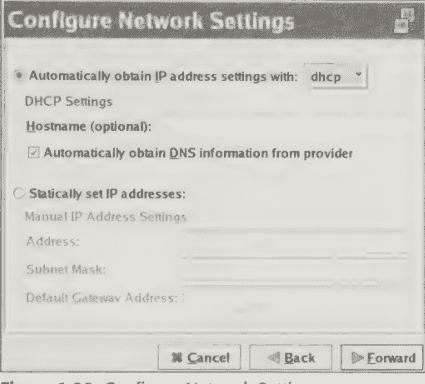 Configure Network Settings
Automatically obtain IP address settings with: dhcp
DHCP Settings
Hostname (optional):
Automatically obtain DNS information from provider
Statically set IP addresses:
Manual IP Address Settings
Address:
Subnet Mask:
Default Gateway Address:
Cancel Back Forward